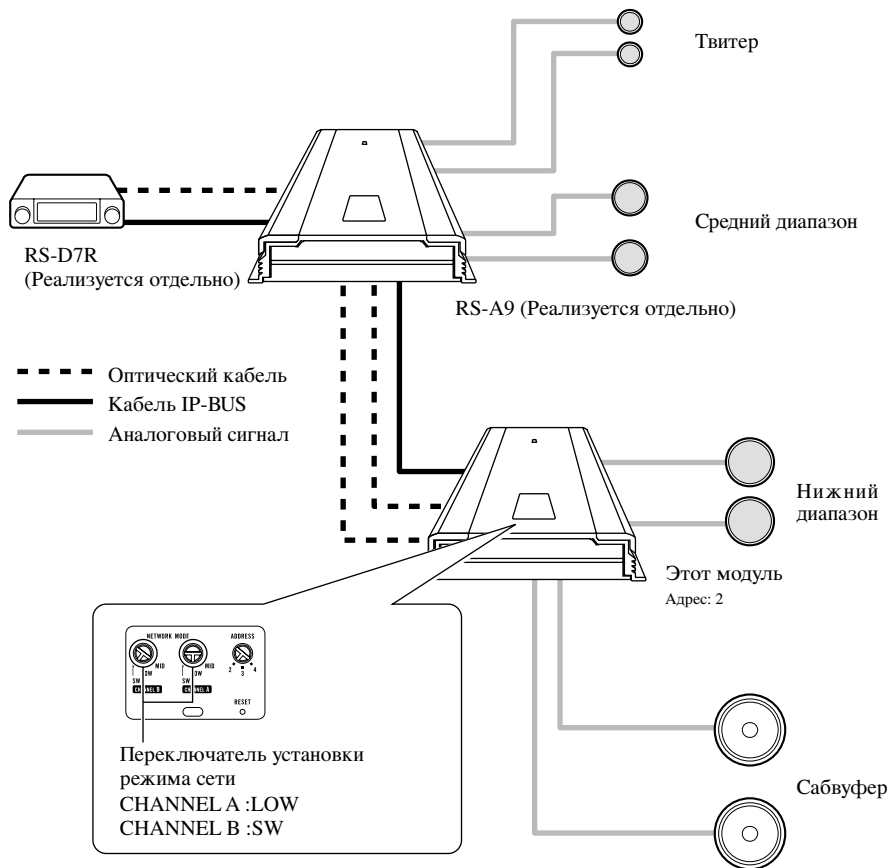 Твитер
Средний диапазон
RS-D7R
(Реализуется отдельно)
RS-A9 (Реализуется отдельно)
Оптический кабель
Кабель IP-BUS
Аналоговый сигнал
Нижний
диапазон
Этот модуль
Адрес: 2
NETWORK MODE
ADDRESS
MID
LOW
SW
CHANNEL B
MID
LOW
SW
CHANNEL A
2 3 4
RESET
Переключатель установки
режима сети
CHANNEL A :LOW
CHANNEL B :SW
Сабвуфер